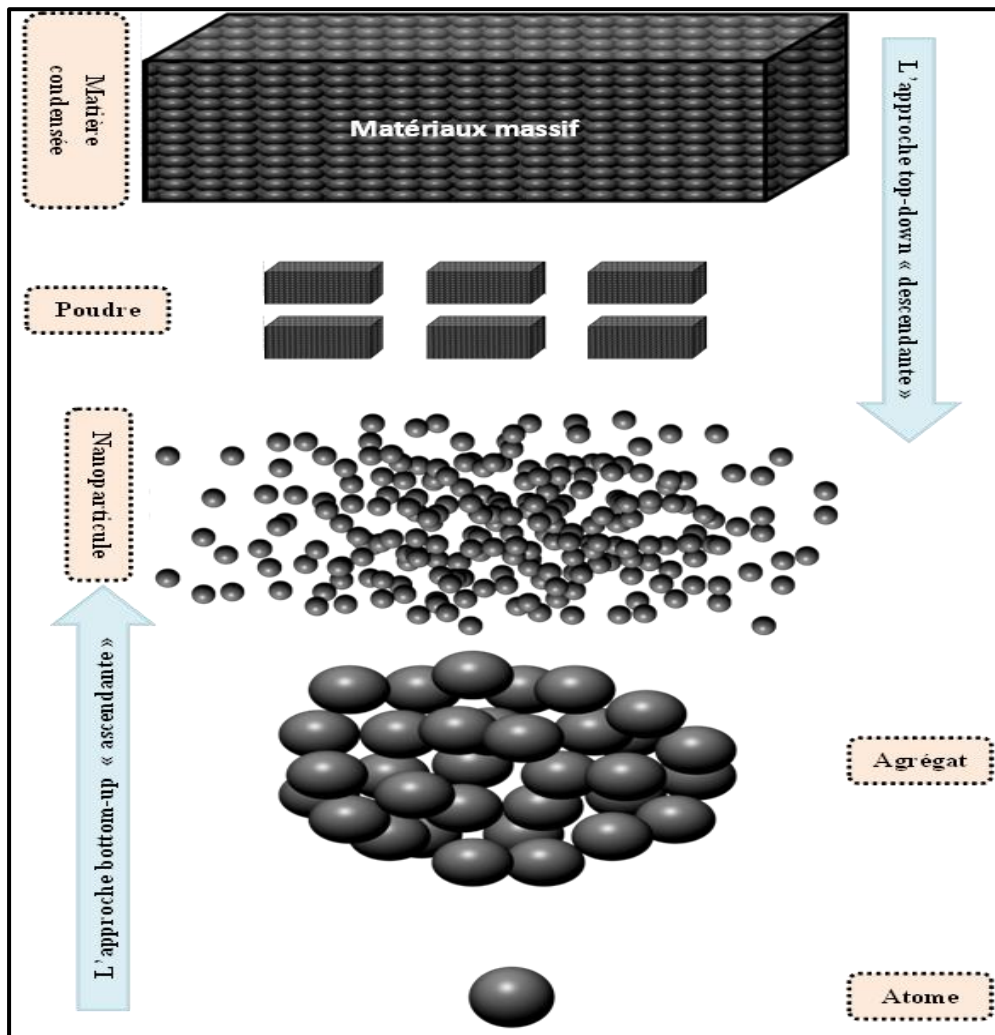 Matière
condensée
Matériaux massif
L'approche top-down « descendante »
Poudre
Nanoparticule
L'approche bottom-up « ascendante »
Agrégat
Atome